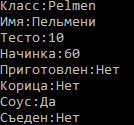 Класс:Pelmen
Имя:Пельмени
Тесто:10
Начинка:60
Приготовлен:Нет
Корица:Нет
Соус:Да
Съеден:Нет